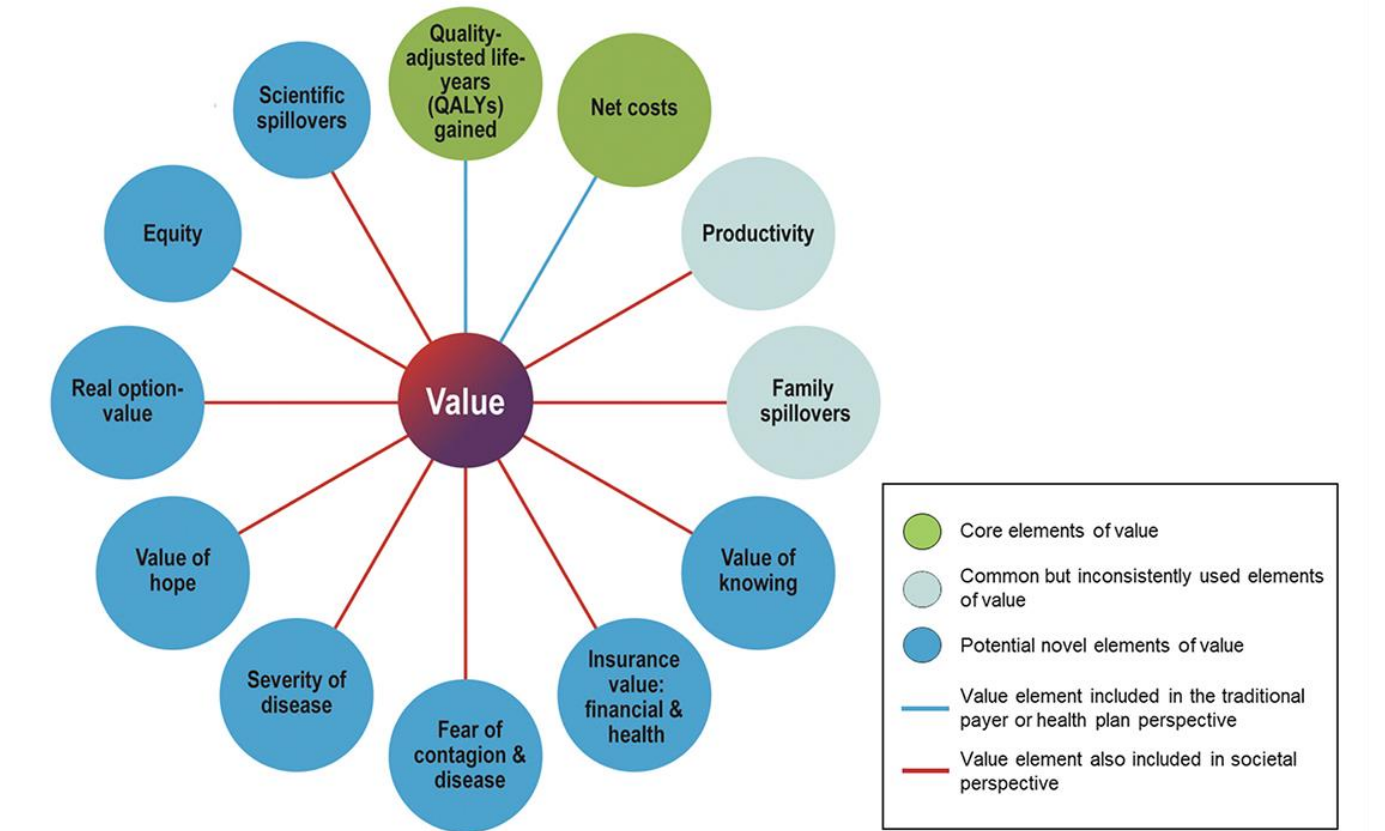 Quality-
adjusted life-
years
(QALYs)
gained
Net costs
Productivity
Family
spillovers
Value of
knowing
Insurance
value:
financial &
health
Fear of
contagion &
disease
Severity of
disease
Value of
hope
Real option-
value
Equity
Scientific
spillovers
Value
Core elements of value
Common but inconsistently used elements
of value
Potential novel elements of value
Value element included in the traditional
payer or health plan perspective
Value element also included in societal
perspective